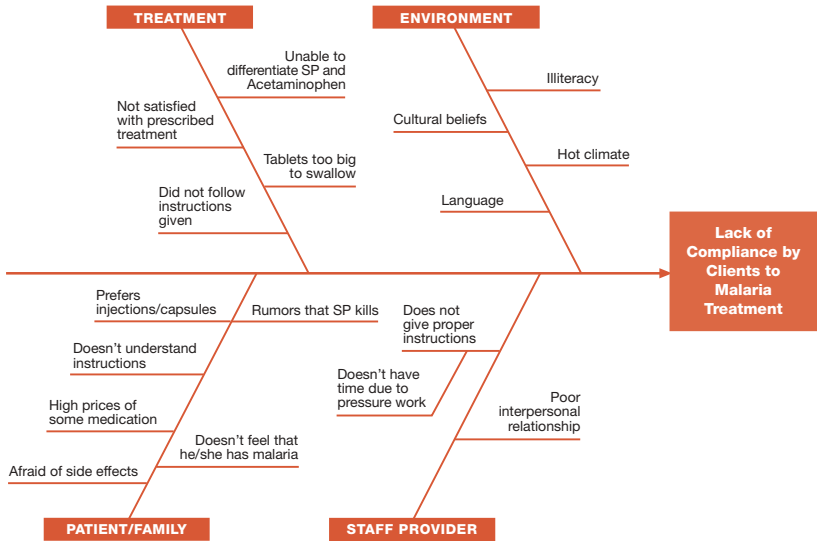 TREATMENT
ENVIRONMENT
Unable to
differentiate SP and
Acetaminophen
Illiteracy
Not satisfied
with prescribed
treatment
Cultural beliefs
Tablets too big
to swallow
Hot climate
Did not follow
instructions
given
Language
Lack of
Compliance by
Clients to
Malaria
Treatment
Prefers
injections/capsules
Rumors that SP kills
Does not
give proper
instructions
Doesn’t understand
instructions
Doesn’t have
time due to
pressure work
High prices of
some medication
Poor
interpersonal
relationship
Doesn’t feel that
he/she has malaria
Afraid of side effects
PATIENT/FAMILY
STAFF PROVIDER